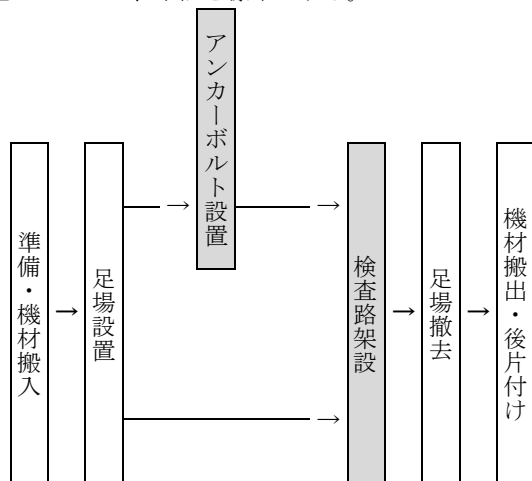 準備・機材搬入
→
足場設置
→
アンカーボルト設置
→
→
検査路架設
→
足場撤去
→
機材搬出・後片付け